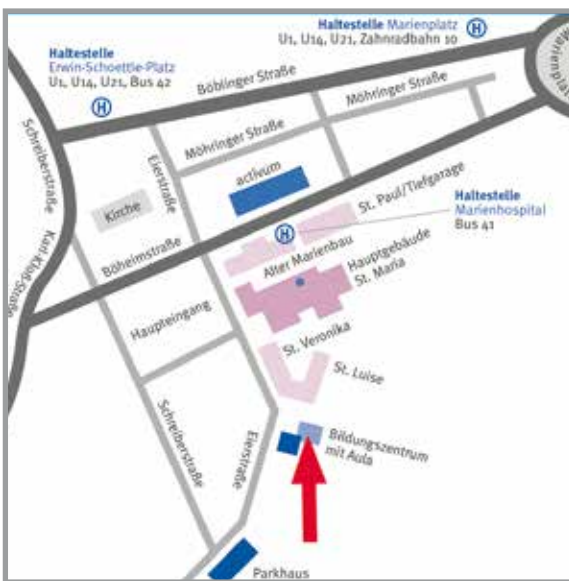 Haltestelle Marienplatz
U1, U14, U21, Zahnradbahn 10
H
Marienplatz
Haltestelle
Erwin-Schoettle-Platz
U1, U14, U21, Bus 42
H
Böblinger Straße
Möhringer Straße
Möhringer Straße
Schreiberstraße
Eierstraße
activum
Kirche
St. Paul/Tiefgarage
Haltestelle
Marienhospital
Bus 41
H
Karl-Kloß-Straße
Böheimstraße
Alter Marienbau
Hauptgebäude
St. Maria
Haupteingang
St. Veronika
St. Luise
Schreiberstraße
Eierstraße
Bildungszentrum
mit Aula
Parkhaus